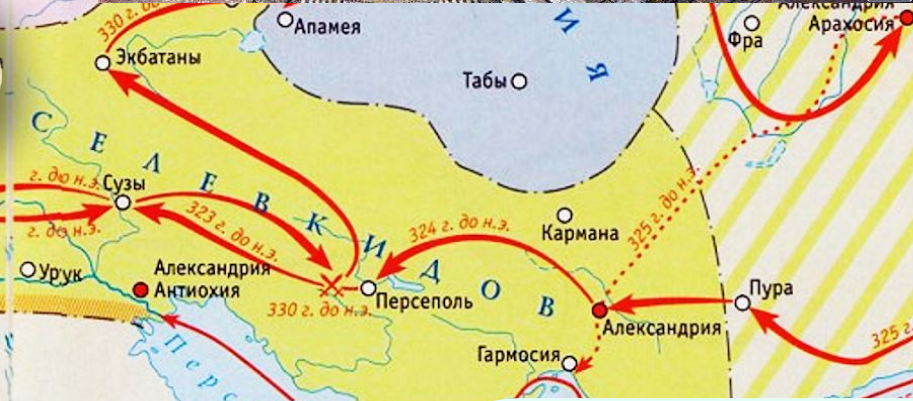 330 г. до
Апамея
Александрия
Арахосия
Фра
Экбатаны
Табы
И
Я
СЕЛЕВКИДОВ
г. до н.э.
Сузы
г. до н.э.
323 г. до н.э.
324 г. до н.э.
Кармана
325 г. до н.э.
Урук
Александрия
Антиохия
330 г. до н.э.
Персеполь
Пура
Александрия
325 г.
Гармосия
Перс